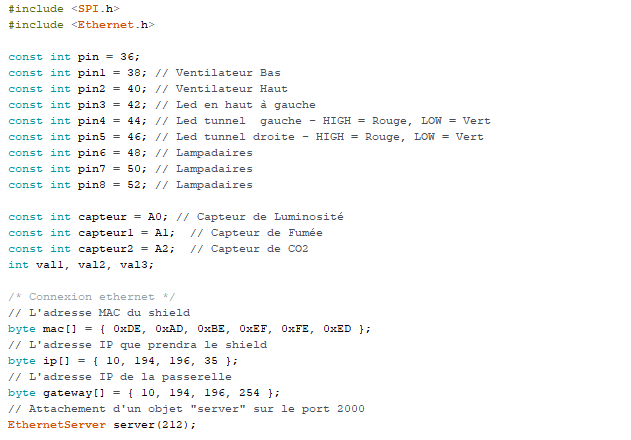 #include <SPI.h>
#include <Ethernet.h>
const int pin = 36;
const int pin1 = 38; // Ventilateur Bas
const int pin2 = 40; // Ventilateur Haut
const int pin3 = 42; // Led en haut à gauche
const int pin4 = 44; // Led tunnel  gauche - HIGH = Rouge, LOW = Vert
const int pin5 = 46; // Led tunnel droite - HIGH = Rouge, LOW = Vert
const int pin6 = 48; // Lampadaires
const int pin7 = 50; // Lampadaires
const int pin8 = 52; // Lampadaires
const int capteur = A0; // Capteur de Luminosité
const int capteur1 = A1;  // Capteur de Fumée
const int capteur2 = A2;  // Capteur de CO2
int val1, val2, val3;
/* Connexion ethernet */
// L'adresse MAC du shield
byte mac[] = { 0xDE, 0xAD, 0xBE, 0xEF, 0xFE, 0xED };
// L'adresse IP que prendra le shield
byte ip[] = { 10, 194, 196, 35 };
// L'adresse IP de la passerelle
byte gateway[] = { 10, 194, 196, 254 };
// Attachement d'un objet "server" sur le port 2000
EthernetServer server(212);